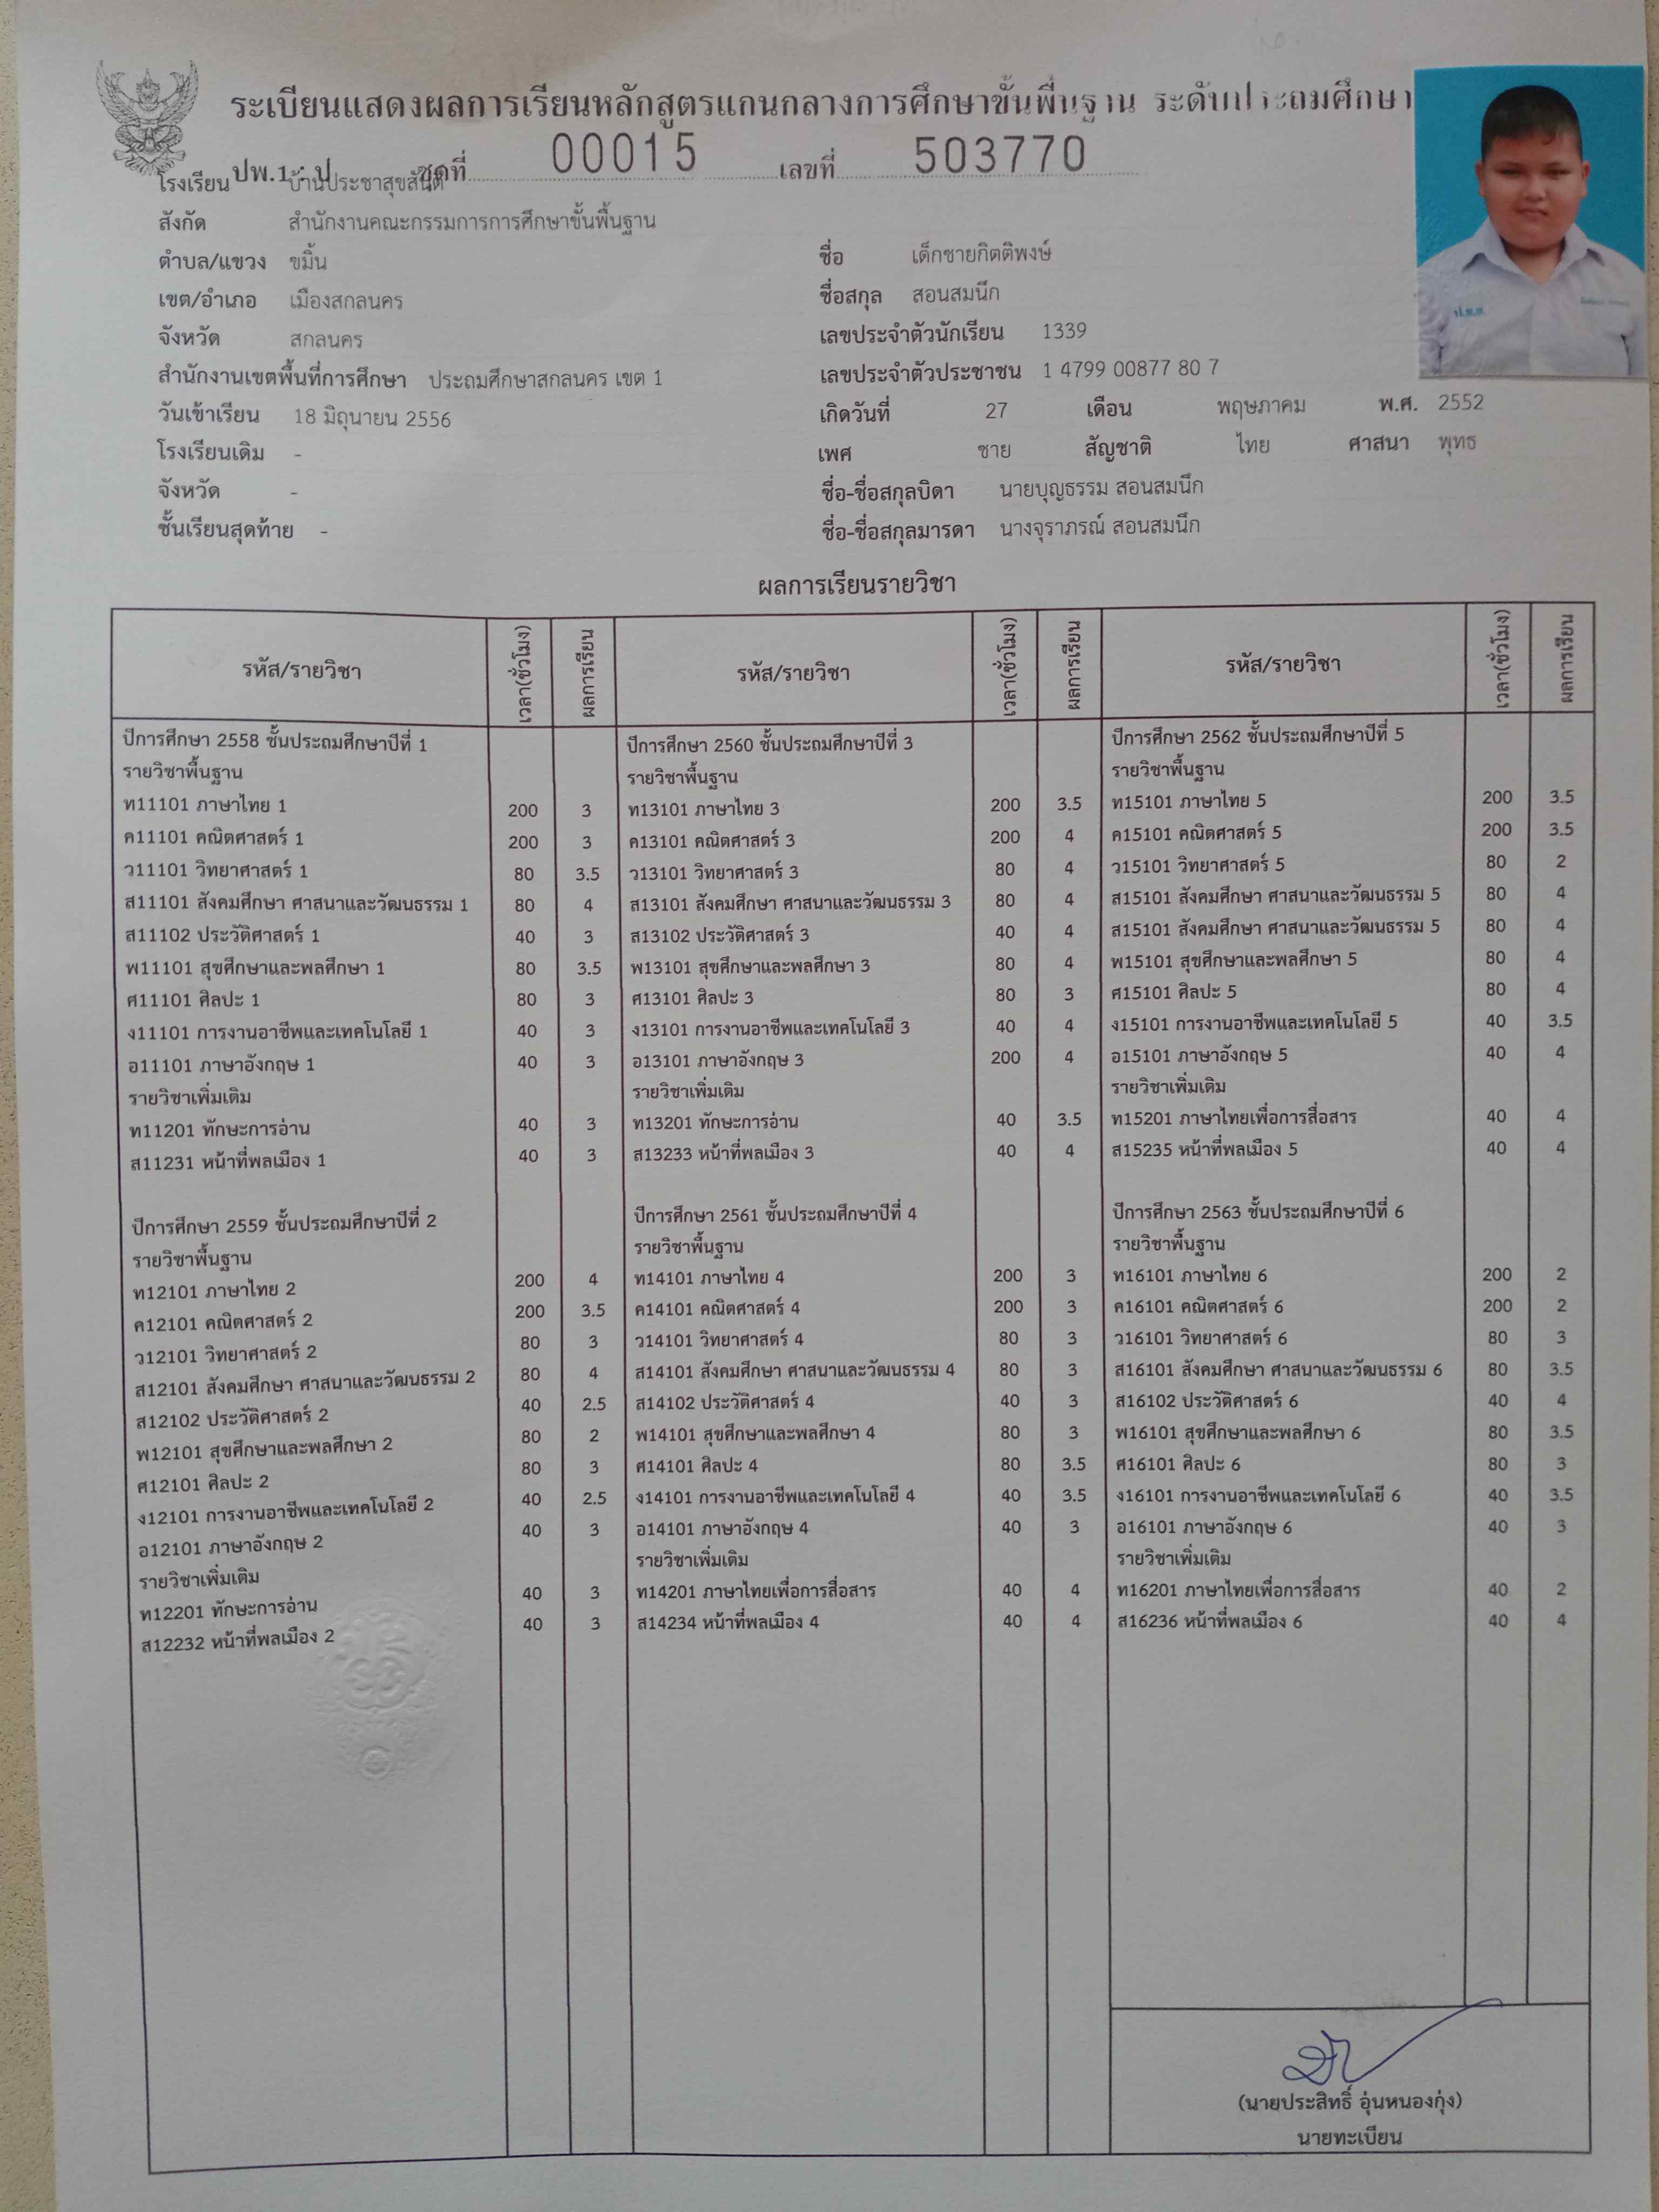 ระเบียนแสดงผลการเรียนหลักสูตรแกนกลางการศึกษาขั้นพื้นฐาน ระดับประถมศึกษา
ปพ.1 : ป ชุดที่ 00015 เลขที่ 503770
โรงเรียน บ้านประชาสุขสันต์
สังกัด สำนักงานคณะกรรมการการศึกษาขั้นพื้นฐาน
ตำบล/แขวง ขมิ้น
เขต/อำเภอ เมืองสกลนคร
จังหวัด สกลนคร
สำนักงานเขตพื้นที่การศึกษา ประถมศึกษาสกลนคร เขต 1
วันเข้าเรียน 18 มิถุนายน 2556
โรงเรียนเดิม -
จังหวัด -
ชั้นเรียนสุดท้าย -
ชื่อ เด็กชายกิตติพงษ์
ชื่อสกุล สอนสมนึก
เลขประจำตัวนักเรียน 1339
เลขประจำตัวประชาชน 1 4799 00877 80 7
เกิดวันที่ 27 เดือน พฤษภาคม พ.ศ. 2552
เพศ ชาย สัญชาติ ไทย ศาสนา พุทธ
ชื่อ-ชื่อสกุลบิดา นายบุญธรรม สอนสมนึก
ชื่อ-ชื่อสกุลมารดา นางจุราภรณ์ สอนสมนึก
ผลการเรียนรายวิชา
รหัส/รายวิชา เวลา(ชั่วโมง) ผลการเรียน
ปีการศึกษา 2558 ชั้นประถมศึกษาปีที่ 1
รายวิชาพื้นฐาน
ท11101 ภาษาไทย 1 200 3
ค11101 คณิตศาสตร์ 1 200 3
ว11101 วิทยาศาสตร์ 1 80 3.5
ส11101 สังคมศึกษา ศาสนาและวัฒนธรรม 1 80 4
ส11102 ประวัติศาสตร์ 1 40 3
พ11101 สุขศึกษาและพลศึกษา 1 80 3.5
ศ11101 ศิลปะ 1 80 3
ง11101 การงานอาชีพและเทคโนโลยี 1 40 3
อ11101 ภาษาอังกฤษ 1 40 3
รายวิชาเพิ่มเติม
ท11201 ทักษะการอ่าน 40 3
ส11231 หน้าที่พลเมือง 1 40 3
ปีการศึกษา 2559 ชั้นประถมศึกษาปีที่ 2
รายวิชาพื้นฐาน
ท12101 ภาษาไทย 2 200 4
ค12101 คณิตศาสตร์ 2 200 3.5
ว12101 วิทยาศาสตร์ 2 80 3
ส12101 สังคมศึกษา ศาสนาและวัฒนธรรม 2 80 4
ส12102 ประวัติศาสตร์ 2 40 2.5
พ12101 สุขศึกษาและพลศึกษา 2 80 2
ศ12101 ศิลปะ 2 80 3
ง12101 การงานอาชีพและเทคโนโลยี 2 40 2.5
อ12101 ภาษาอังกฤษ 2 40 3
รายวิชาเพิ่มเติม
ท12201 ทักษะการอ่าน 40 3
ส12232 หน้าที่พลเมือง 2 40 3
รหัส/รายวิชา เวลา(ชั่วโมง) ผลการเรียน
ปีการศึกษา 2560 ชั้นประถมศึกษาปีที่ 3
รายวิชาพื้นฐาน
ท13101 ภาษาไทย 3 200 3.5
ค13101 คณิตศาสตร์ 3 200 4
ว13101 วิทยาศาสตร์ 3 80 4
ส13101 สังคมศึกษา ศาสนาและวัฒนธรรม 3 80 4
ส13102 ประวัติศาสตร์ 3 40 4
พ13101 สุขศึกษาและพลศึกษา 3 80 4
ศ13101 ศิลปะ 3 80 3
ง13101 การงานอาชีพและเทคโนโลยี 3 40 4
อ13101 ภาษาอังกฤษ 3 200 4
รายวิชาเพิ่มเติม
ท13201 ทักษะการอ่าน 40 3.5
ส13233 หน้าที่พลเมือง 3 40 4
ปีการศึกษา 2561 ชั้นประถมศึกษาปีที่ 4
รายวิชาพื้นฐาน
ท14101 ภาษาไทย 4 200 3
ค14101 คณิตศาสตร์ 4 200 3
ว14101 วิทยาศาสตร์ 4 80 3
ส14101 สังคมศึกษา ศาสนาและวัฒนธรรม 4 80 3
ส14102 ประวัติศาสตร์ 4 40 3
พ14101 สุขศึกษาและพลศึกษา 4 80 3
ศ14101 ศิลปะ 4 80 3.5
ง14101 การงานอาชีพและเทคโนโลยี 4 40 3.5
อ14101 ภาษาอังกฤษ 4 40 3
รายวิชาเพิ่มเติม
ท14201 ภาษาไทยเพื่อการสื่อสาร 40 4
ส14234 หน้าที่พลเมือง 4 40 4
รหัส/รายวิชา เวลา(ชั่วโมง) ผลการเรียน
ปีการศึกษา 2562 ชั้นประถมศึกษาปีที่ 5
รายวิชาพื้นฐาน
ท15101 ภาษาไทย 5 200 3.5
ค15101 คณิตศาสตร์ 5 200 3.5
ว15101 วิทยาศาสตร์ 5 80 2
ส15101 สังคมศึกษา ศาสนาและวัฒนธรรม 5 80 4
ส15101 สังคมศึกษา ศาสนาและวัฒนธรรม 5 80 4
พ15101 สุขศึกษาและพลศึกษา 5 80 4
ศ15101 ศิลปะ 5 80 4
ง15101 การงานอาชีพและเทคโนโลยี 5 40 3.5
อ15101 ภาษาอังกฤษ 5 40 4
รายวิชาเพิ่มเติม
ท15201 ภาษาไทยเพื่อการสื่อสาร 40 4
ส15235 หน้าที่พลเมือง 5 40 4
ปีการศึกษา 2563 ชั้นประถมศึกษาปีที่ 6
รายวิชาพื้นฐาน
ท16101 ภาษาไทย 6 200 2
ค16101 คณิตศาสตร์ 6 200 2
ว16101 วิทยาศาสตร์ 6 80 3
ส16101 สังคมศึกษา ศาสนาและวัฒนธรรม 6 80 3.5
ส16102 ประวัติศาสตร์ 6 40 4
พ16101 สุขศึกษาและพลศึกษา 6 80 3.5
ศ16101 ศิลปะ 6 80 3
ง16101 การงานอาชีพและเทคโนโลยี 6 40 3.5
อ16101 ภาษาอังกฤษ 6 40 3
รายวิชาเพิ่มเติม
ท16201 ภาษาไทยเพื่อการสื่อสาร 40 2
ส16236 หน้าที่พลเมือง 6 40 4
(นายประสิทธิ์ อุ่นหนองกุ่ง)
นายทะเบียน